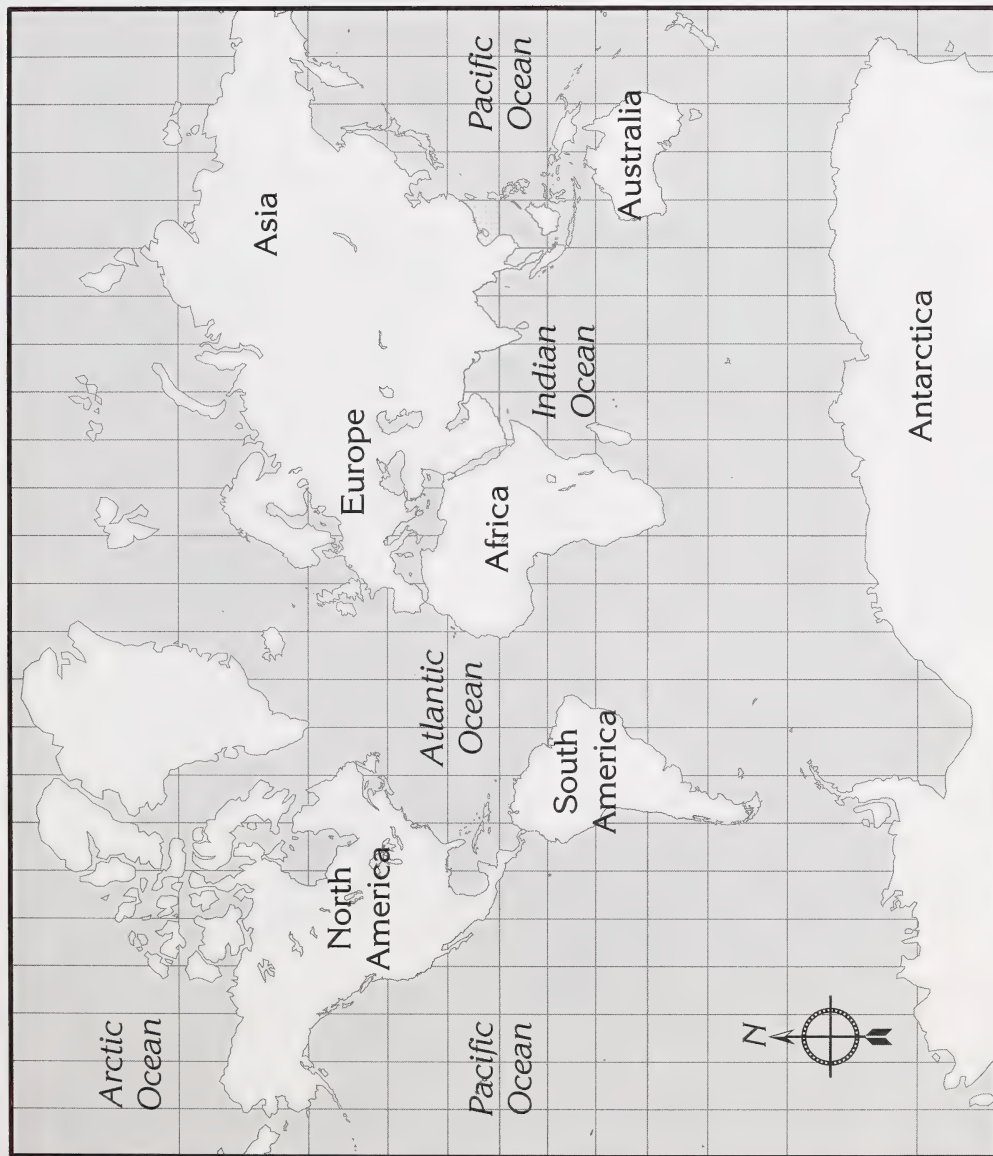 Arctic
Ocean
North
America
Pacific
Ocean
Atlantic
Ocean
South
America
Europe
Asia
Africa
Indian
Ocean
Pacific
Ocean
Australia
Antarctica
N